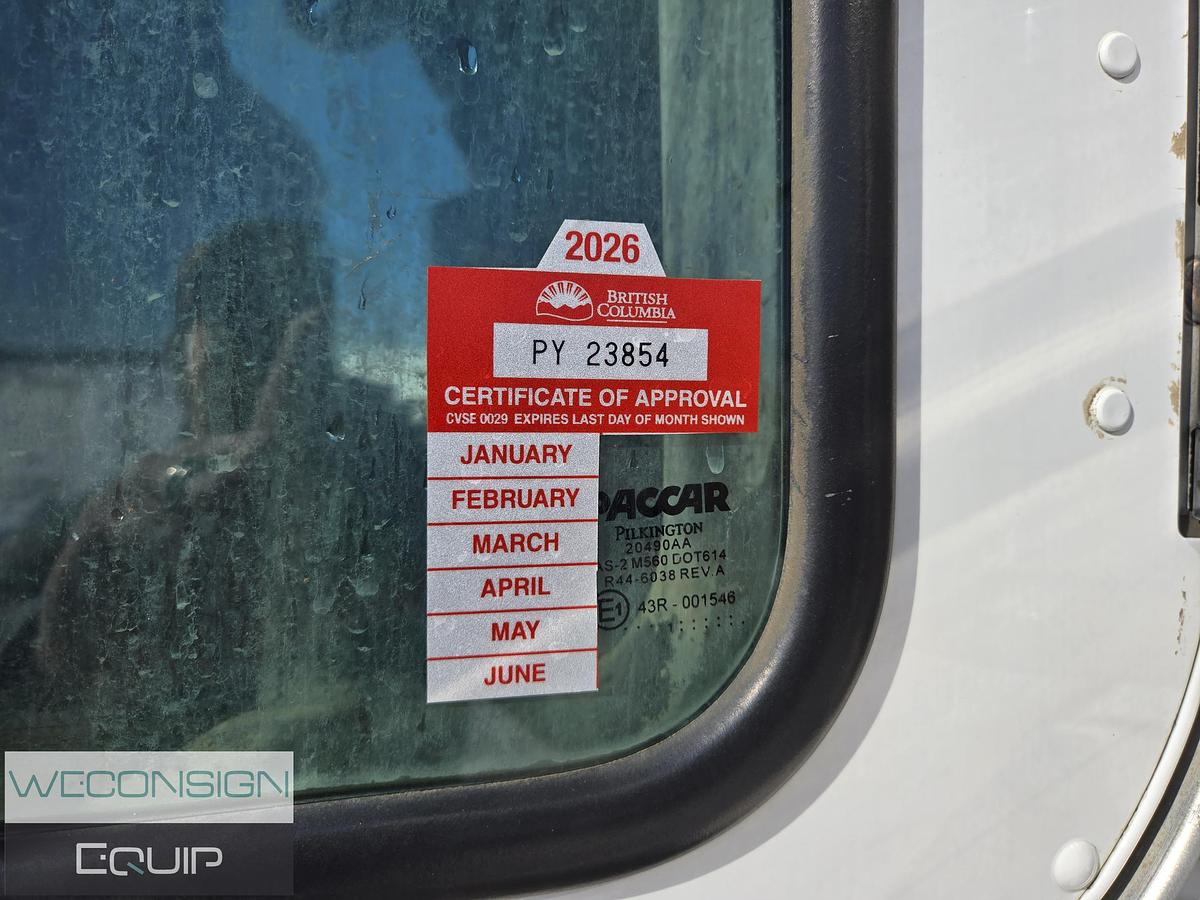 2026
BRITISH
COLUMBIA
PY 23854
CERTIFICATE OF APPROVAL
CVSE 0029 EXPIRES LAST DAY OF MONTH SHOWN
JANUARY
FEBRUARY
MARCH
APRIL
MAY
JUNE
PACCAR
PILKINGTON
20490AA
AS-2 M560 DOT614
R44-6038 REV.A
E1 43R - 001546
WECONSIGN
EQUIP